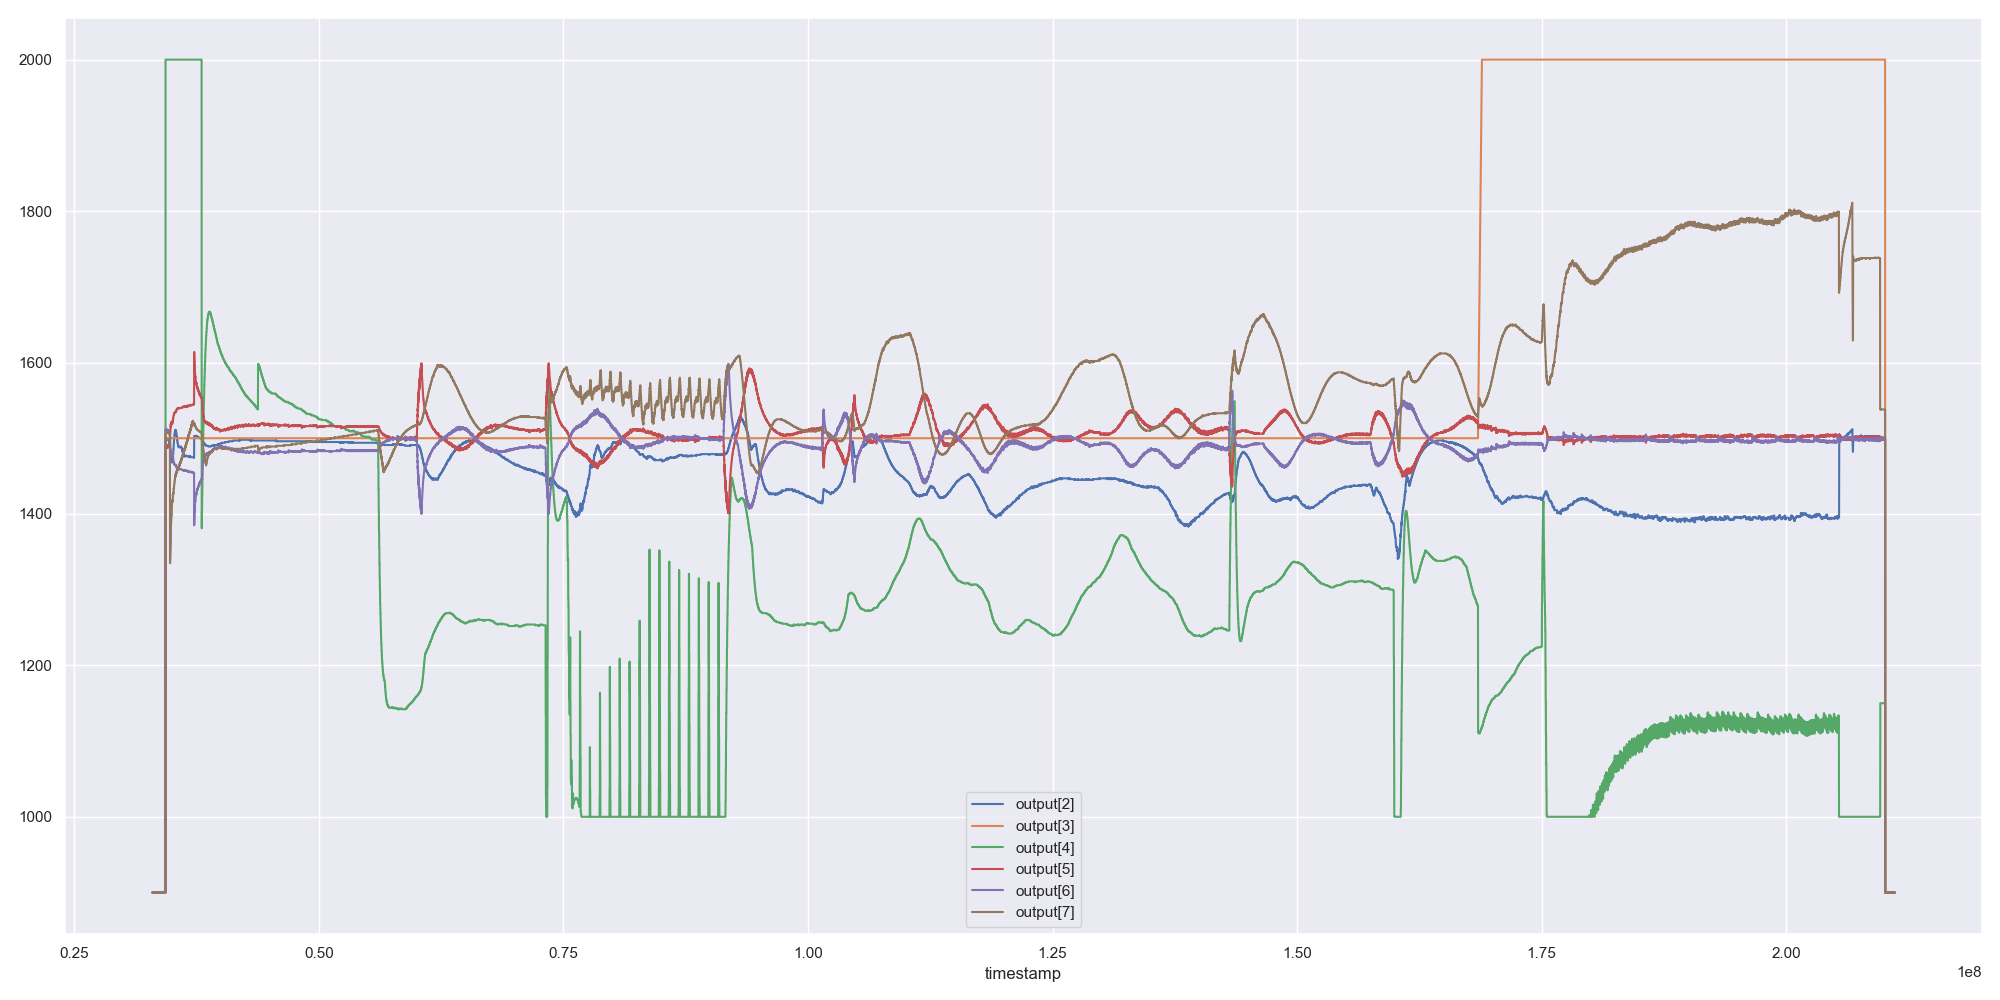 2000
1800
1600
1400
1200
1000
output[2]
output[3]
output[4]
output[5]
output[6]
output[7]
0.25 0.50 0.75 1.00 1.25 1.50 1.75 2.00
timestamp 1e8